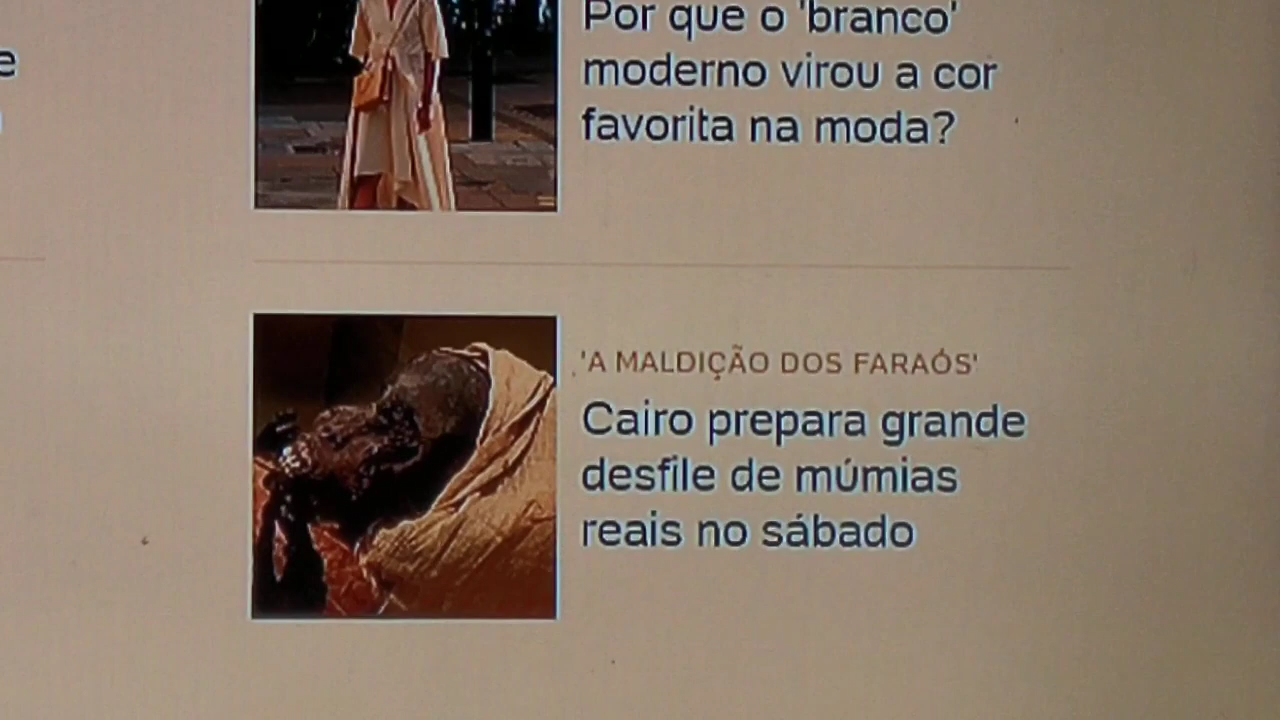 Por que o 'branco'
moderno virou a cor
favorita na moda?
'A MALDIÇÃO DOS FARAÓS'
Cairo prepara grande
desfile de múmias
reais no sábado